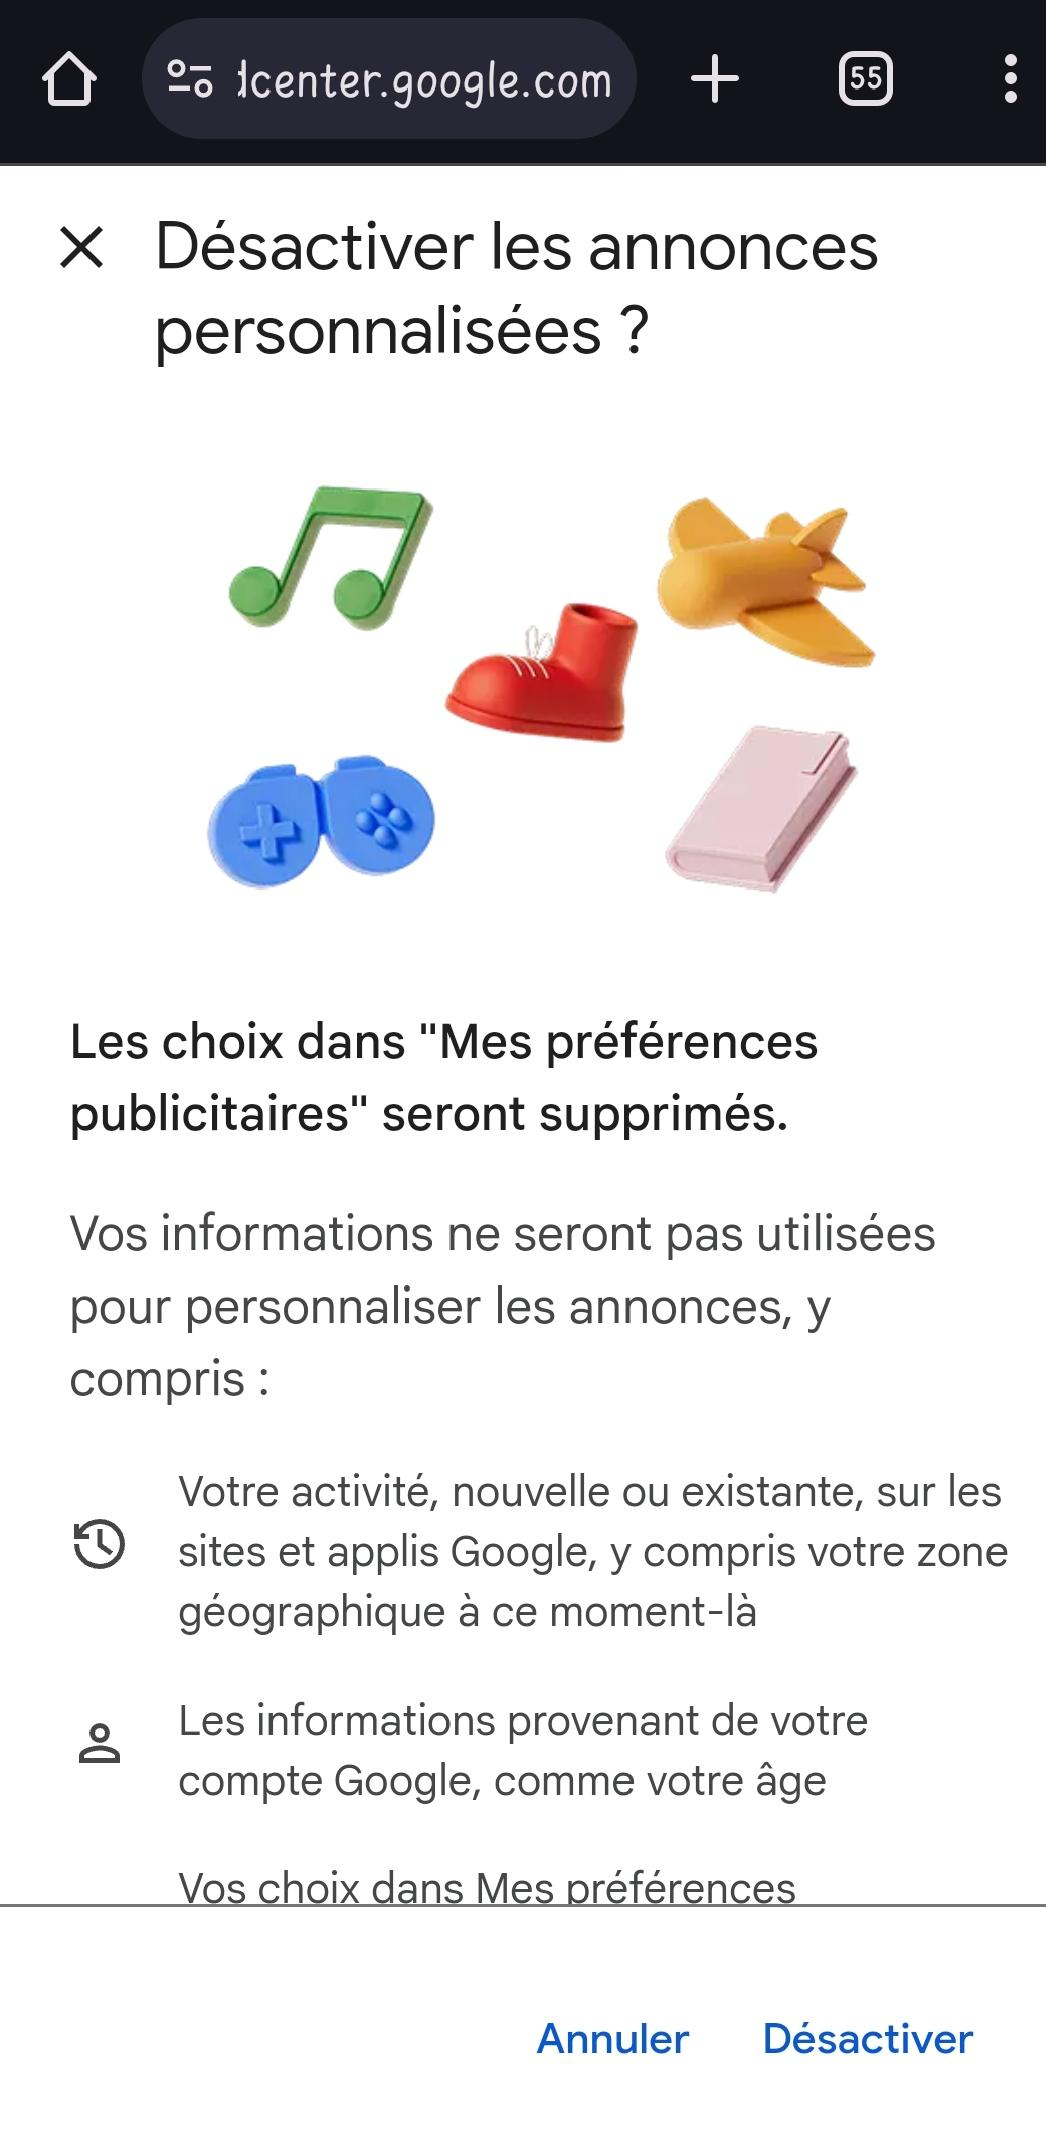 dcenter.google.com
55
Désactiver les annonces
personnalisées ?
Les choix dans "Mes préférences
publicitaires" seront supprimés.
Vos informations ne seront pas utilisées
pour personnaliser les annonces, y
compris :
Votre activité, nouvelle ou existante, sur les
sites et applis Google, y compris votre zone
géographique à ce moment-là
Les informations provenant de votre
compte Google, comme votre âge
Vos choix dans Mes préférences
Annuler Désactiver